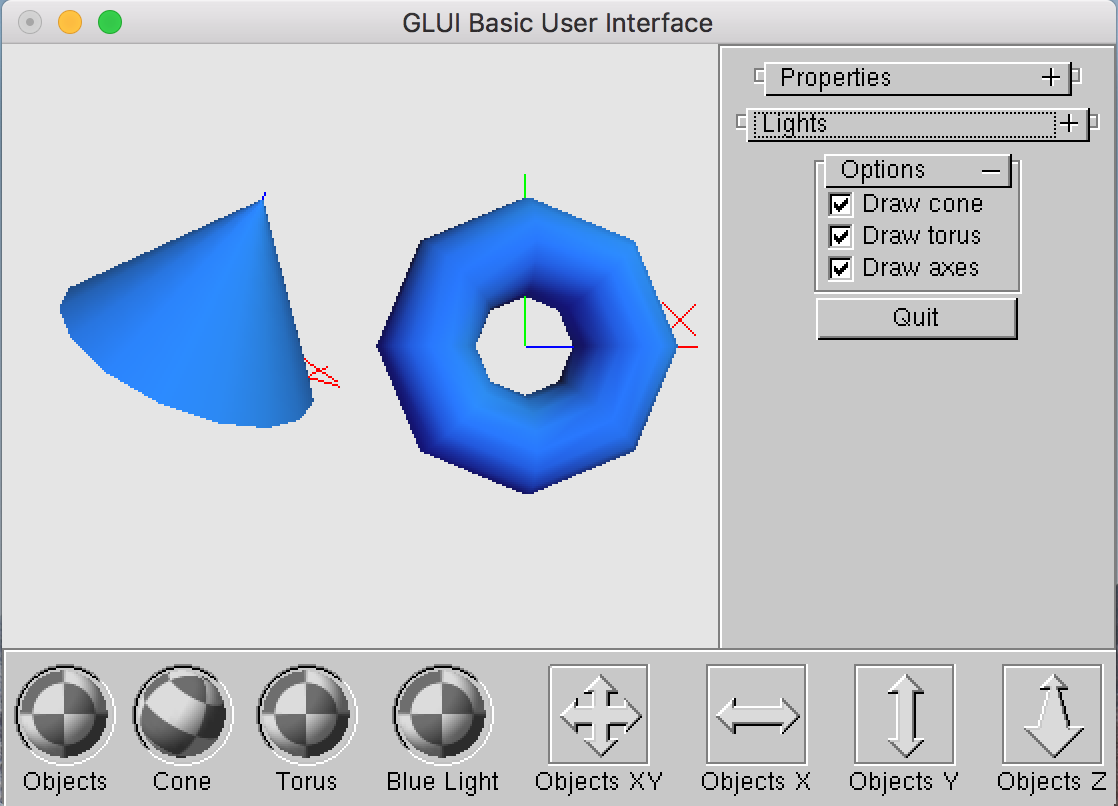 GLUI Basic User Interface
Properties
Lights
Options
Draw cone
Draw torus
Draw axes
Quit
Objects
Cone
Torus
Blue Light
Objects XY
Objects X
Objects Y
Objects Z